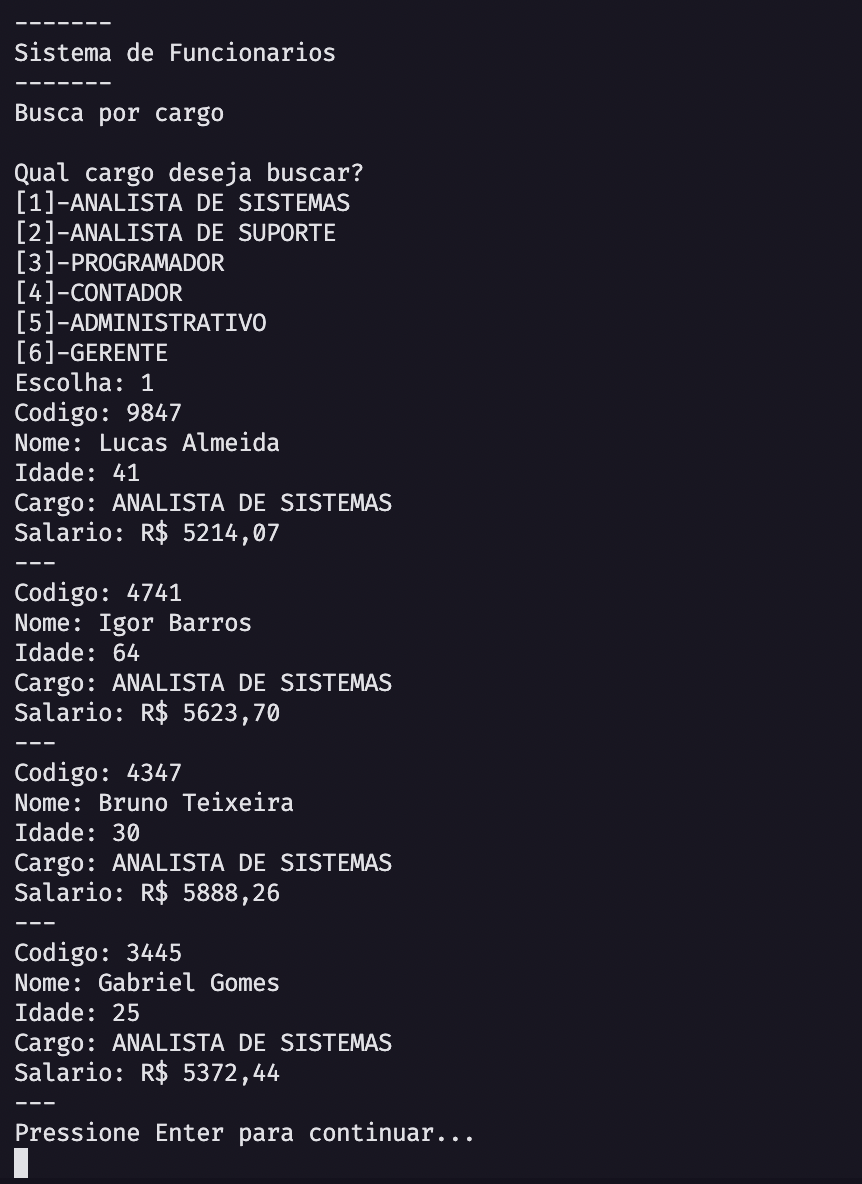 -------
Sistema de Funcionarios
-------
Busca por cargo

Qual cargo deseja buscar?
[1]-ANALISTA DE SISTEMAS
[2]-ANALISTA DE SUPORTE
[3]-PROGRAMADOR
[4]-CONTADOR
[5]-ADMINISTRATIVO
[6]-GERENTE
Escolha: 1
Codigo: 9847
Nome: Lucas Almeida
Idade: 41
Cargo: ANALISTA DE SISTEMAS
Salario: R$ 5214,07
---
Codigo: 4741
Nome: Igor Barros
Idade: 64
Cargo: ANALISTA DE SISTEMAS
Salario: R$ 5623,70
---
Codigo: 4347
Nome: Bruno Teixeira
Idade: 30
Cargo: ANALISTA DE SISTEMAS
Salario: R$ 5888,26
---
Codigo: 3445
Nome: Gabriel Gomes
Idade: 25
Cargo: ANALISTA DE SISTEMAS
Salario: R$ 5372,44
---
Pressione Enter para continuar...